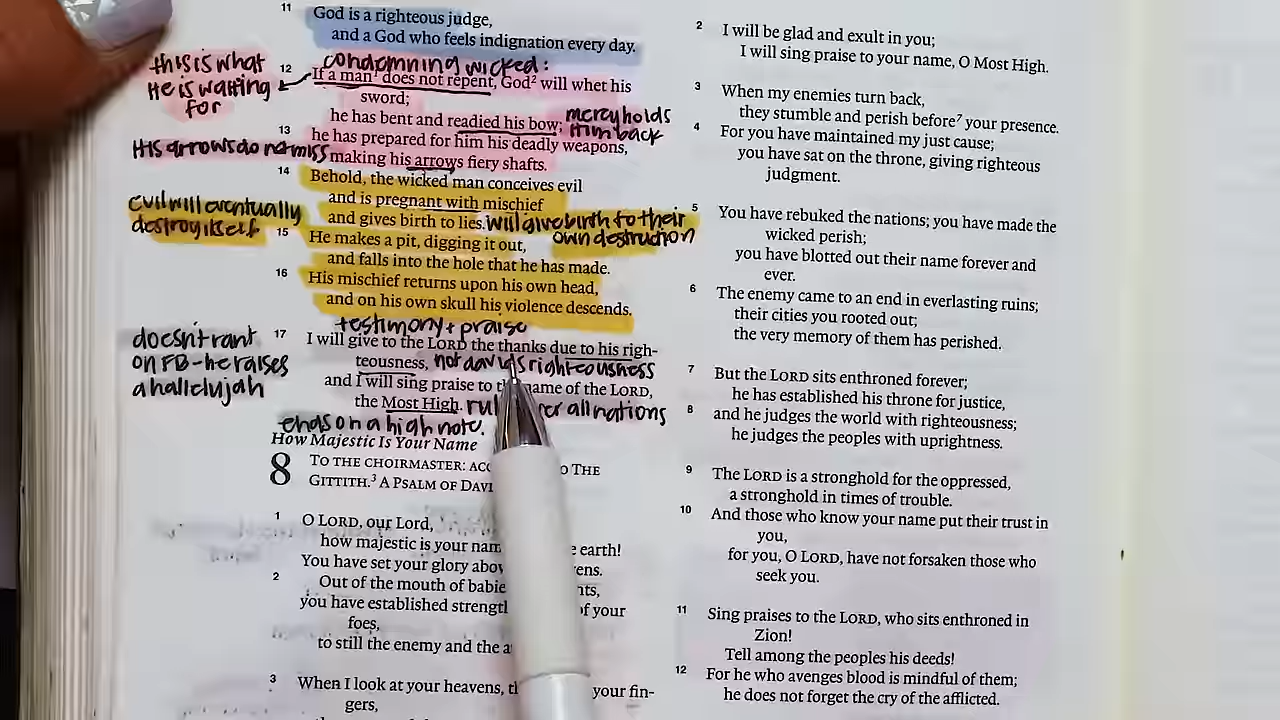 11 God is a righteous judge,
and a God who feels indignation every day.
condemning wicked:
this is what
He is waiting
for
12 If a man¹ does not repent, God² will whet his
sword;
he has bent and readied his bow; mercy holds
him back
13 he has prepared for him his deadly weapons,
His arrows do not miss making his arrows fiery shafts.
14 Behold, the wicked man conceives evil
and is pregnant with mischief
evil will eventually
destroy itself
and gives birth to lies. will give birth to their
own destruction
15 He makes a pit, digging it out,
and falls into the hole that he has made.
16 His mischief returns upon his own head,
and on his own skull his violence descends.
testimony + praise
doesn't rant
on FB - he raises
a hallelujah
17 I will give to the LORD the thanks due to his righ-
teousness, not david's righteousness
and I will sing praise to the name of the LORD,
the Most High. over all nations
ends on a high note.
How Majestic Is Your Name
8 TO THE CHOIRMASTER: TO THE
GITTITH.³ A PSALM OF
1 O LORD, our Lord,
how majestic is your earth!
You have set your glory
2 Out of the mouth of
you have established of your
foes,
to still the enemy and the
3 When I look at your heavens, your fin-
gers,
2 I will be glad and exult in you;
I will sing praise to your name, O Most High.
3 When my enemies turn back,
they stumble and perish before⁷ your presence.
4 For you have maintained my just cause;
you have sat on the throne, giving righteous
judgment.
5 You have rebuked the nations; you have made the
wicked perish;
you have blotted out their name forever and
ever.
6 The enemy came to an end in everlasting ruins;
their cities you rooted out;
the very memory of them has perished.
7 But the LORD sits enthroned forever;
he has established his throne for justice,
8 and he judges the world with righteousness;
he judges the peoples with uprightness.
9 The LORD is a stronghold for the oppressed,
a stronghold in times of trouble.
10 And those who know your name put their trust in
you,
for you, O LORD, have not forsaken those who
seek you.
11 Sing praises to the LORD, who sits enthroned in
Zion!
Tell among the peoples his deeds!
12 For he who avenges blood is mindful of them;
he does not forget the cry of the afflicted.